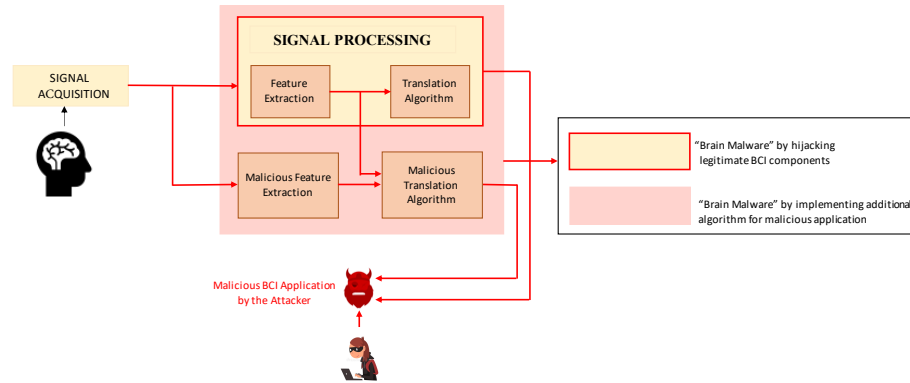 SIGNAL PROCESSING
SIGNAL
ACQUISITION
Feature
Extraction
Translation
Algorithm
Malicious Feature
Extraction
Malicious
Translation
Algorithm
"Brain Malware" by hijacking
legitimate BCI components
"Brain Malware" by implementing additional
algorithm for malicious application
Malicious BCI Application
by the Attacker